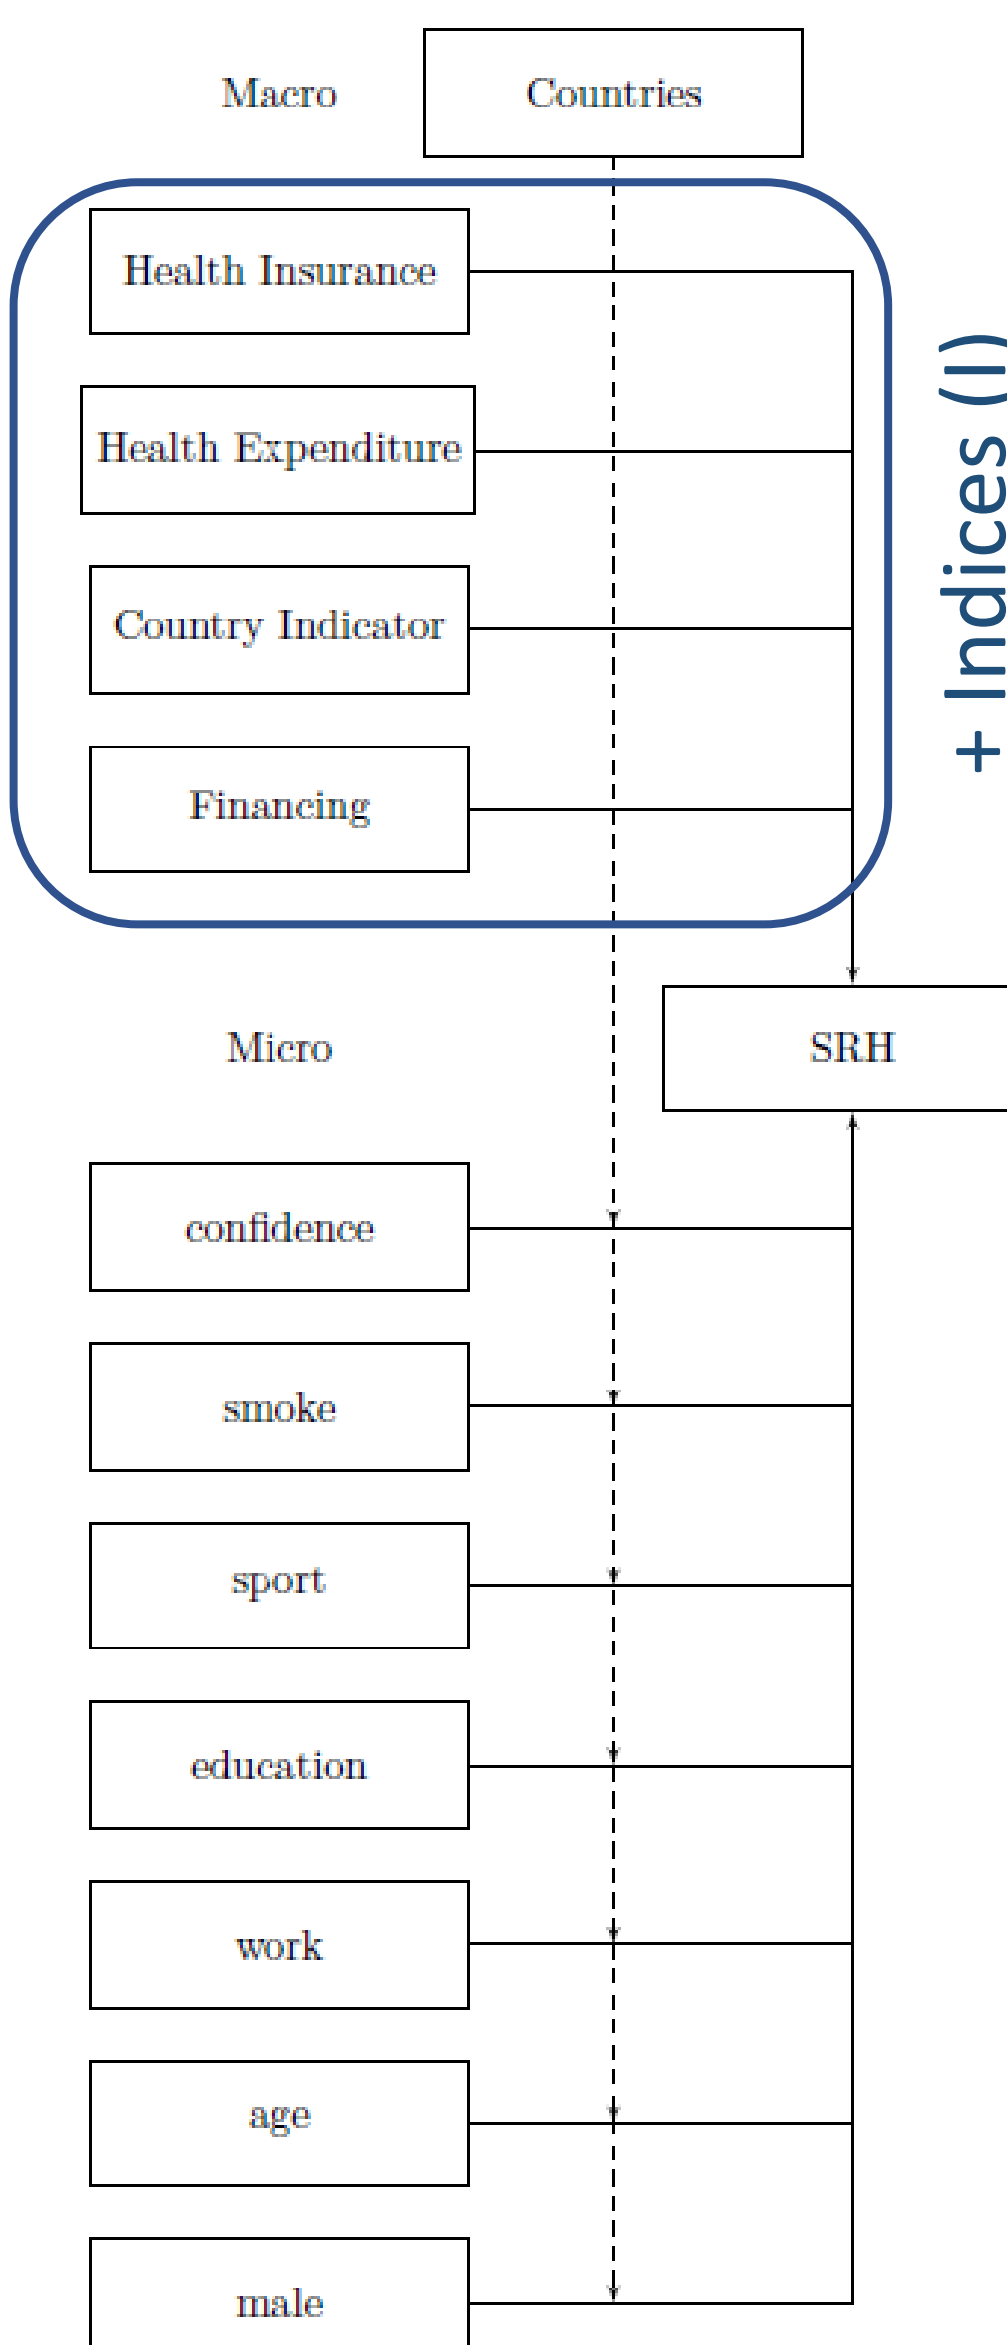 Macro
Countries
Health Insurance
Health Expenditure
Country Indicator
Financing
+ Indices (I)
Micro
SRH
confidence
smoke
sport
education
work
age
male